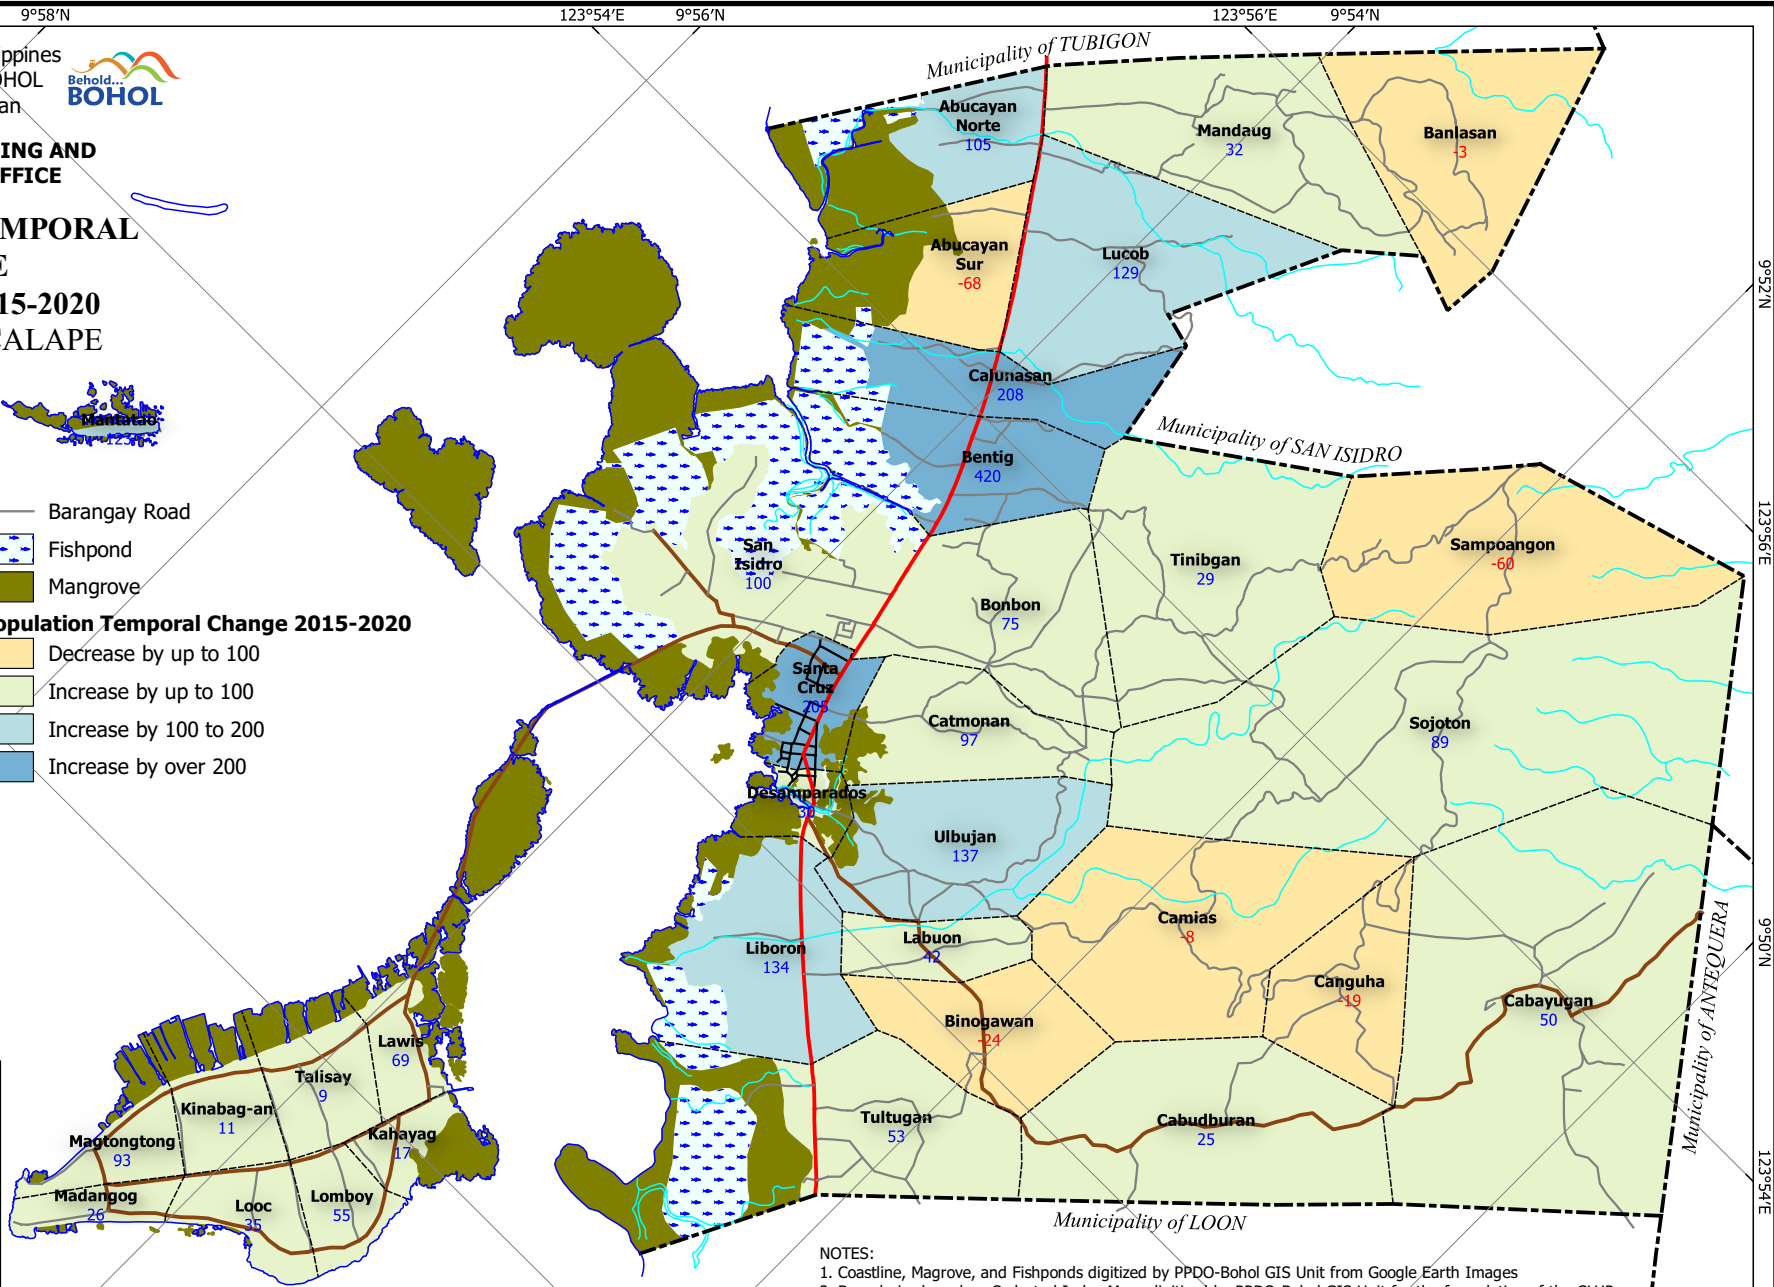 9°58'N
123°54'E
9°56'N
123°56'E
9°54'N
ippines
OHOL
an
Behold...
BOHOL
ING AND
FFICE
MPORAL
E
15-2020
CALAPE
Municipality of TUBIGON
Abucayan
Norte
105
Mandaug
32
Banlasan
-3
Abucayan
Sur
-68
Lucob
129
9°52'N
Calunasan
208
Mantatao
123
Bentig
420
Municipality of SAN ISIDRO
Barangay Road
Fishpond
Mangrove
opulation Temporal Change 2015-2020
Decrease by up to 100
Increase by up to 100
Increase by 100 to 200
Increase by over 200
San
Isidro
100
Tinibgan
29
Sampoangon
-60
123°56'E
Bonbon
75
Santa
Cruz
205
Catmonan
97
Sojoton
89
Desamparados
Ulbujan
137
Camias
-8
Labuon
42
Liboron
134
Canguha
-19
Cabayugan
50
9°50'N
Municipality of ANTEQUERA
Binogawan
-24
Lawis
69
Talisay
9
Kinabag-an
11
Kahayag
17
Magtongtong
93
Tultugan
53
Cabudburan
25
Madangog
26
Looc
35
Lomboy
55
123°54'E
Municipality of LOON
NOTES:
1. Coastline, Magrove, and Fishponds digitized by PPDO-Bohol GIS Unit from Google Earth Images